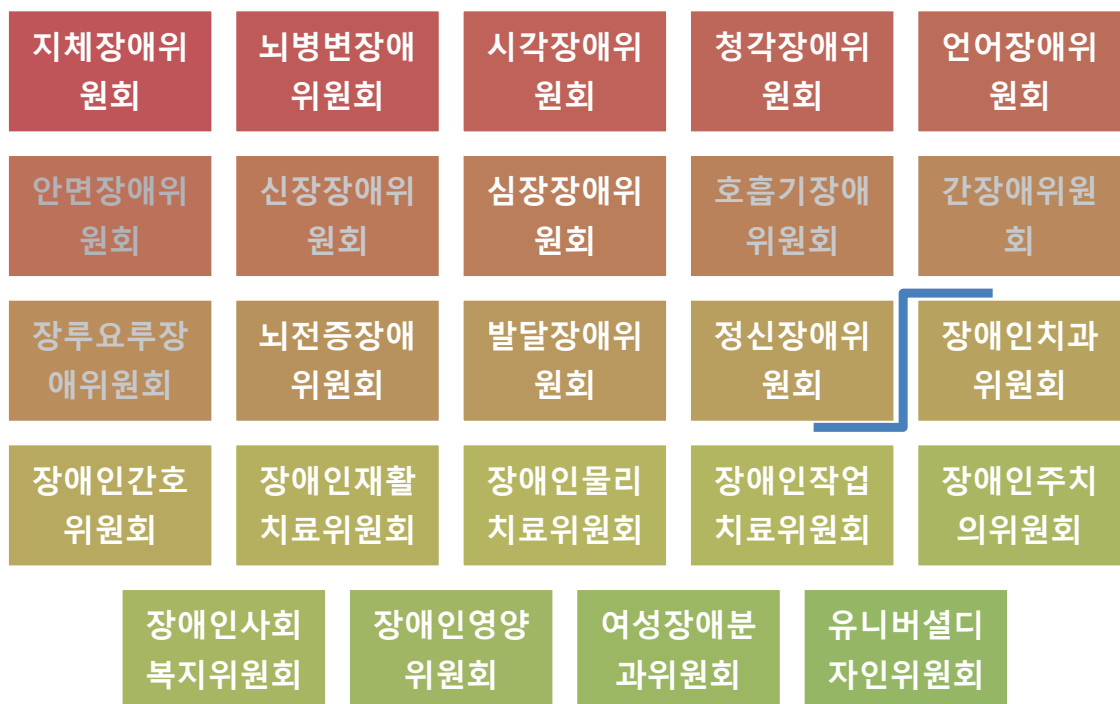 지체장애위
원회
뇌병변장애
위원회
시각장애위
원회
청각장애위
원회
언어장애위
원회
안면장애위
원회
신장장애위
원회
심장장애위
원회
호흡기장애
위원회
간장애위원
회
장루요루장
애위원회
뇌전증장애
위원회
발달장애위
원회
정신장애위
원회
장애인치과
위원회
장애인간호
위원회
장애인재활
치료위원회
장애인물리
치료위원회
장애인작업
치료위원회
장애인주치
의위원회
장애인사회
복지위원회
장애인영양
위원회
여성장애분
과위원회
유니버셜디
자인위원회